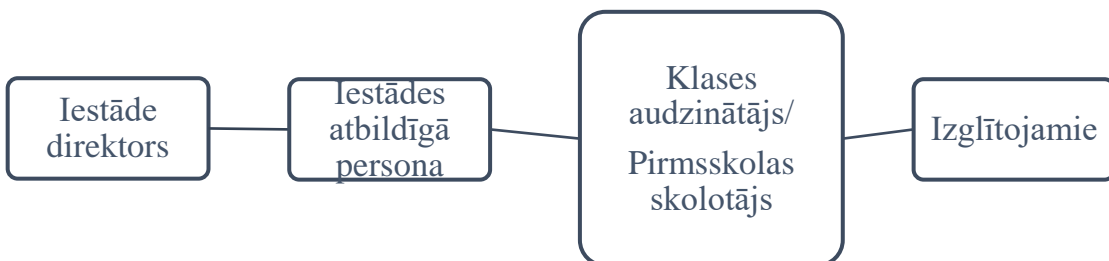 Iestāde
direktors
Iestādes
atbildīgā
persona
Klases
audzinātājs/
Pirmsskolas
skolotājs
Izglītojamie